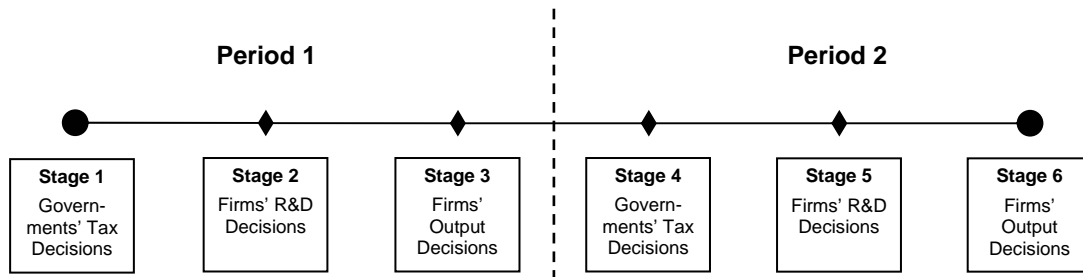 Period 1
Period 2
Stage 1
Govern-
ments' Tax
Decisions
Stage 2
Firms' R&D
Decisions
Stage 3
Firms'
Output
Decisions
Stage 4
Govern-
ments' Tax
Decisions
Stage 5
Firms' R&D
Decisions
Stage 6
Firms'
Output
Decisions